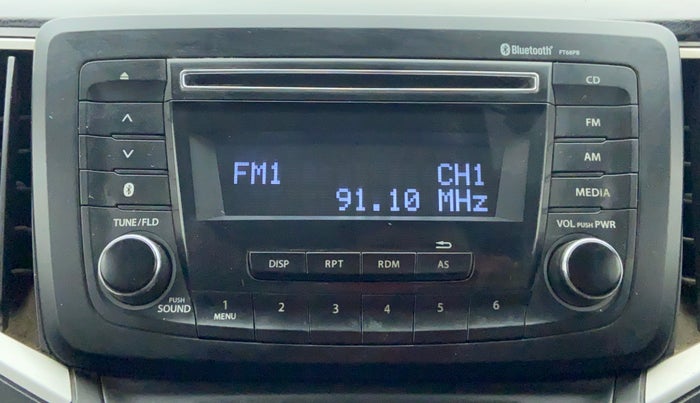 Bluetooth® FT68PB
CD
FM
AM
MEDIA
FM1 CH1
91.10 MHz
TUNE/FLD
VOL PUSH PWR
DISP RPT RDM AS
PUSH
SOUND
1 2 3 4 5 6
MENU